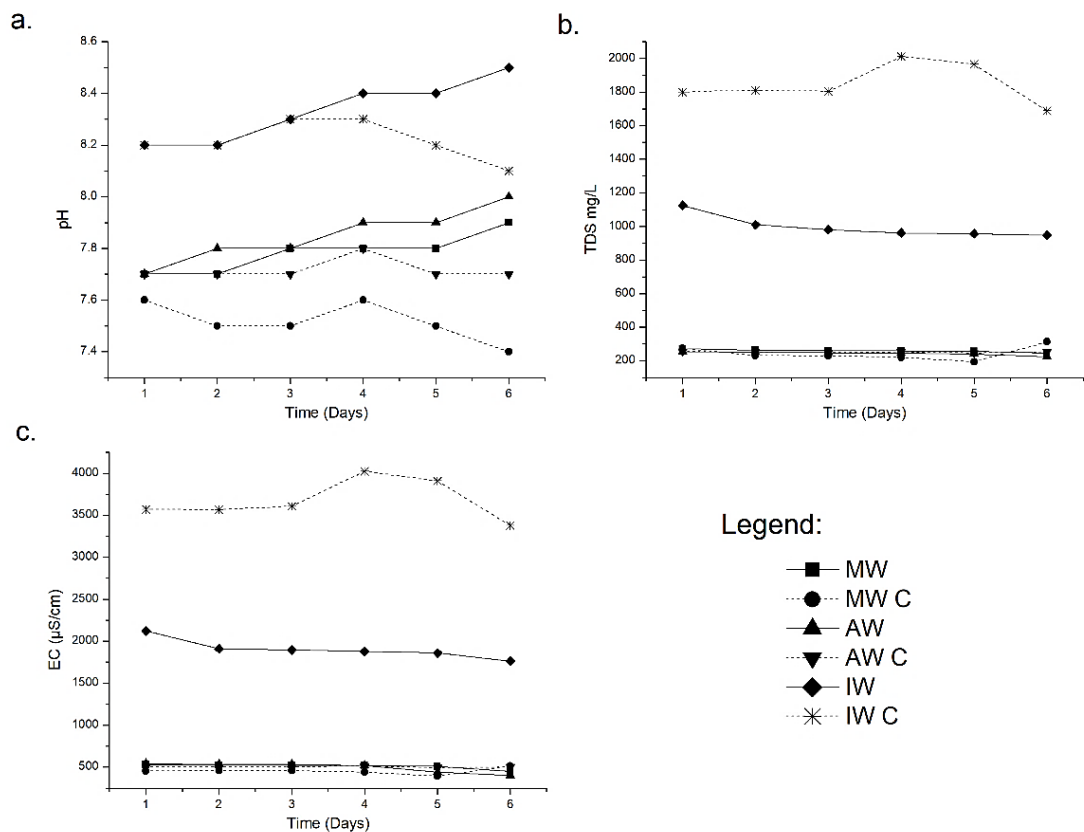 a.
8.6
8.4
8.2
8.0
7.8
7.6
7.4
pH
1 2 3 4 5 6
Time (Days)
b.
2000
1800
1600
1400
1200
1000
800
600
400
200
TDS mg/L
1 2 3 4 5 6
Time (Days)
c.
4000
3500
3000
2500
2000
1500
1000
500
EC (µS/cm)
1 2 3 4 5 6
Time (Days)
Legend:
MW
MW C
AW
AW C
IW
IW C